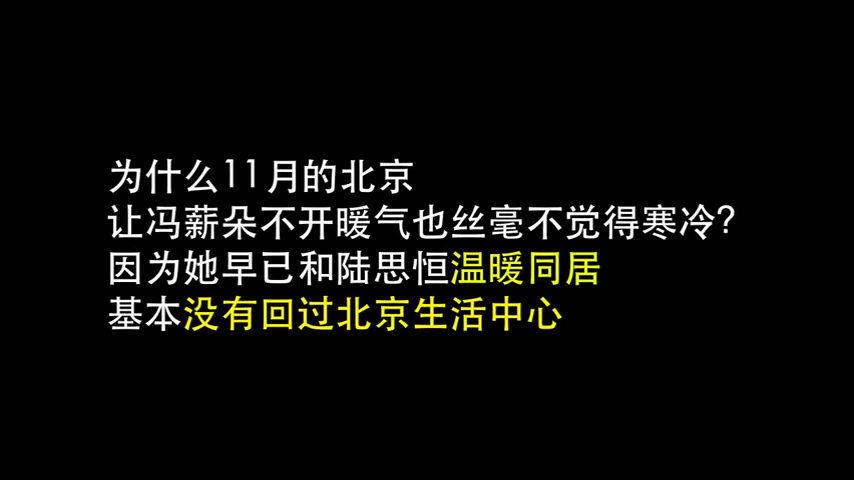 为什么11月的北京
让冯薪朵不开暖气也丝毫不觉得寒冷?
因为她早已和陆思恒温暖同居
基本没有回过北京生活中心